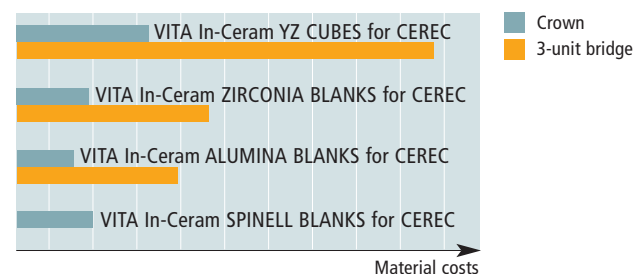 VITA In-Ceram YZ CUBES for CEREC
VITA In-Ceram ZIRCONIA BLANKS for CEREC
VITA In-Ceram ALUMINA BLANKS for CEREC
VITA In-Ceram SPINELL BLANKS for CEREC
Material costs
Crown
3-unit bridge